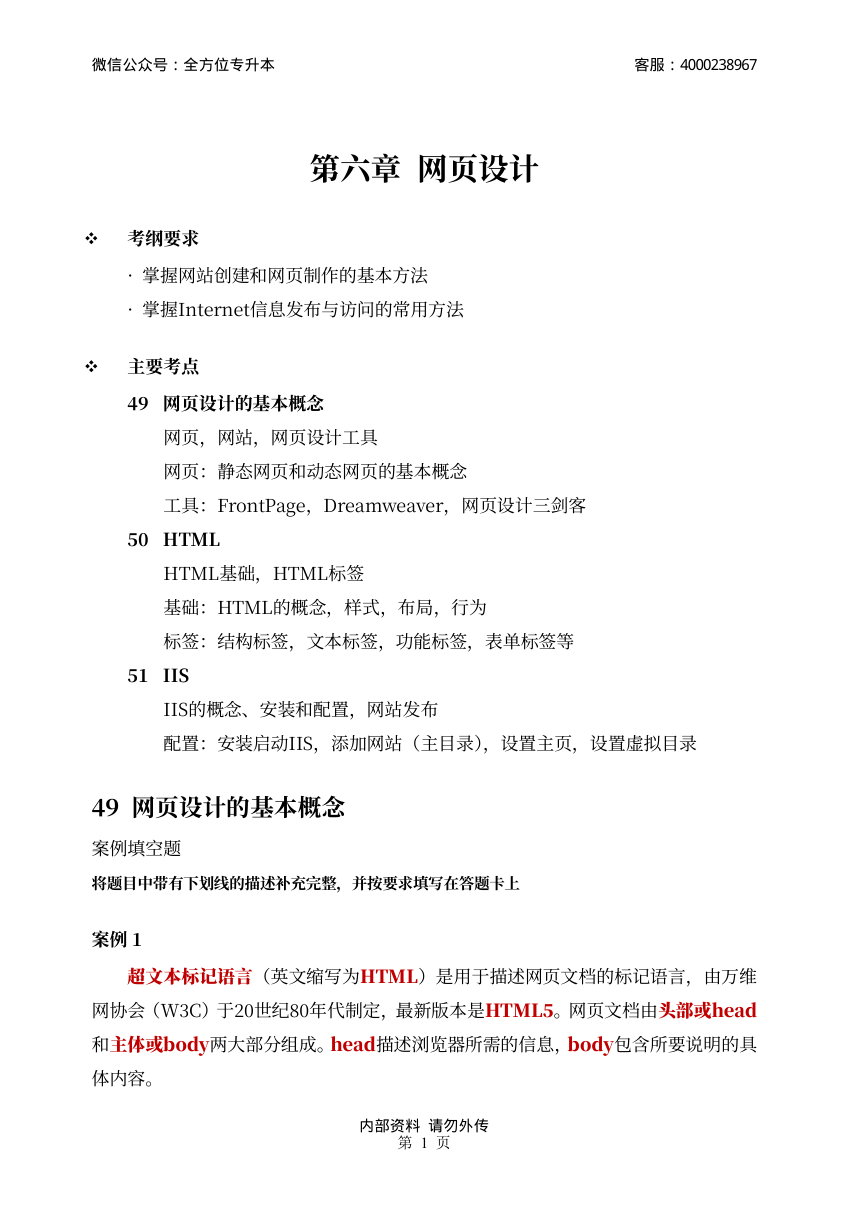 微信公众号：全方位专升本 客服：4000238967
第六章 网页设计
❖ 考纲要求
· 掌握网站创建和网页制作的基本方法
· 掌握Internet信息发布与访问的常用方法
❖ 主要考点
49 网页设计的基本概念
网页，网站，网页设计工具
网页：静态网页和动态网页的基本概念
工具：FrontPage，Dreamweaver，网页设计三剑客
50 HTML
HTML基础，HTML标签
基础：HTML的概念，样式，布局，行为
标签：结构标签，文本标签，功能标签，表单标签等
51 IIS
IIS的概念、安装和配置，网站发布
配置：安装启动IIS，添加网站（主目录），设置主页，设置虚拟目录
49 网页设计的基本概念
案例填空题
将题目中带有下划线的描述补充完整，并按要求填写在答题卡上
案例 1
超文本标记语言（英文缩写为HTML）是用于描述网页文档的标记语言，由万维
网协会（W3C）于20世纪80年代制定，最新版本是HTML5。网页文档由头部或head
和主体或body两大部分组成。head描述浏览器所需的信息，body包含所要说明的具
体内容。
内部资料 请勿外传
第 1 页